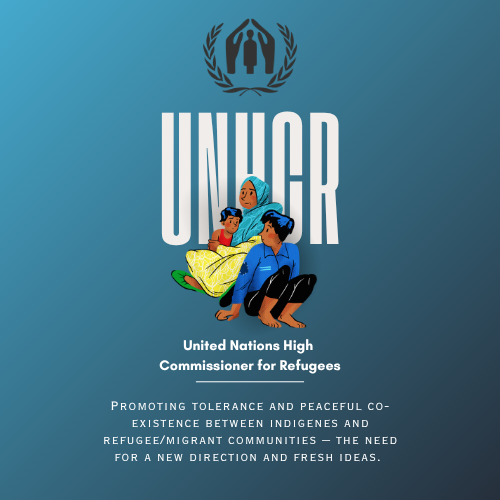 UNHCR
United Nations High
Commissioner for Refugees
Promoting tolerance and peaceful co-
existence between indigenes and
refugee/migrant communities — the need
for a new direction and fresh ideas.